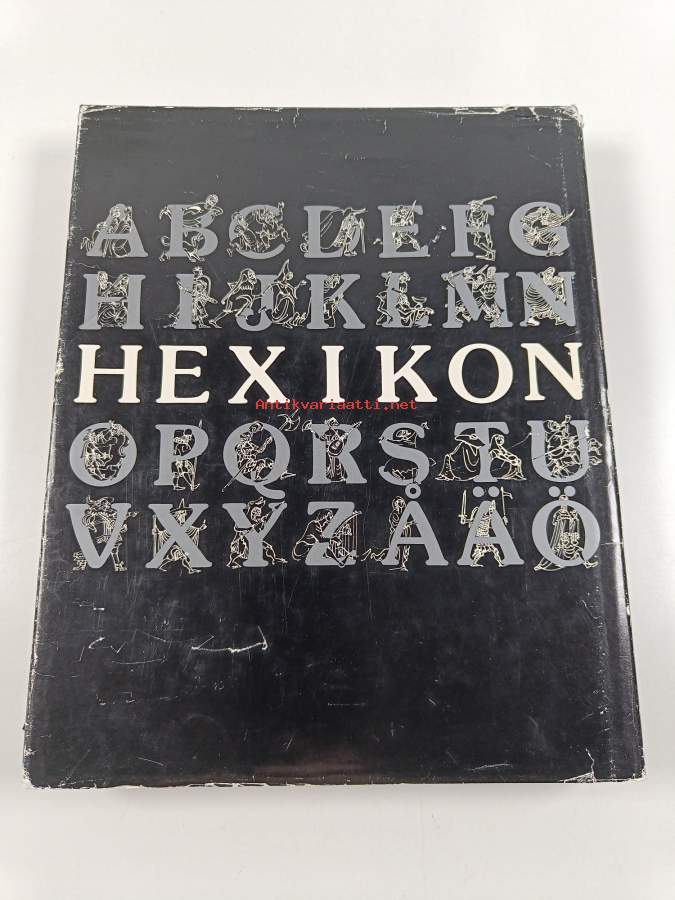 ABCDEFG
HIJKLMN
HEXIKON
Antikvariaatti.net
OPQRSTU
VXYZÅÄÖ